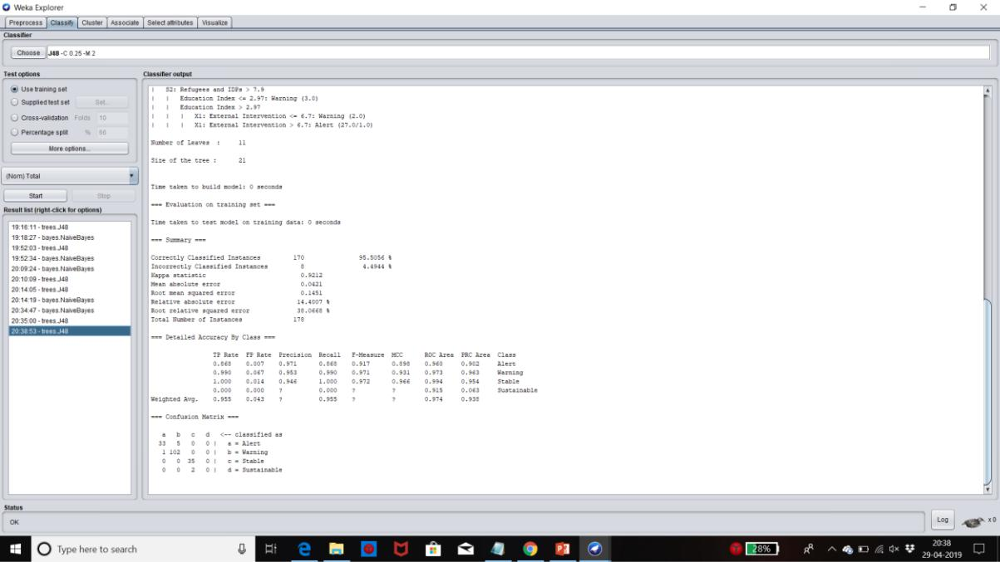 Weka Explorer
Preprocess Classify Cluster Associate Select attributes Visualize
Classifier
Choose J48 -C 0.25 -M 2
Test options
Use training set
Supplied test set Set...
Cross-validation Folds 10
Percentage split % 66
More options...
(Nom) Total
Start Stop
Result list (right-click for options)
19:16:11 - trees.J48
19:18:27 - bayes.NaiveBayes
19:52:03 - trees.J48
19:52:34 - bayes.NaiveBayes
20:09:24 - bayes.NaiveBayes
20:10:09 - trees.J48
20:14:05 - trees.J48
20:14:19 - bayes.NaiveBayes
20:34:47 - bayes.NaiveBayes
20:35:00 - trees.J48
20:38:53 - trees.J48
Classifier output
| S2: Refugees and IDPs > 7.9
| | Education Index <= 2.97: Warning (3.0)
| | Education Index > 2.97
| | | X1: External Intervention <= 6.7: Warning (2.0)
| | | X1: External Intervention > 6.7: Alert (27.0/1.0)
Number of Leaves : 11
Size of the tree : 21
Time taken to build model: 0 seconds
=== Evaluation on training set ===
Time taken to test model on training data: 0 seconds
=== Summary ===
Correctly Classified Instances 170 95.5056 %
Incorrectly Classified Instances 8 4.4944 %
Kappa statistic 0.9212
Mean absolute error 0.0421
Root mean squared error 0.1451
Relative absolute error 14.4007 %
Root relative squared error 38.0668 %
Total Number of Instances 178
=== Detailed Accuracy By Class ===
TP Rate FP Rate Precision Recall F-Measure MCC ROC Area PRC Area Class
0.868 0.007 0.971 0.868 0.917 0.898 0.960 0.902 Alert
0.990 0.067 0.953 0.990 0.971 0.931 0.973 0.963 Warning
1.000 0.014 0.946 1.000 0.972 0.966 0.994 0.954 Stable
0.000 0.000 ? 0.000 ? ? 0.915 0.063 Sustainable
Weighted Avg. 0.955 0.043 ? 0.955 ? ? 0.974 0.938
=== Confusion Matrix ===
a b c d <-- classified as
33 5 0 0 | a = Alert
1 102 0 0 | b = Warning
0 0 35 0 | c = Stable
0 0 2 0 | d = Sustainable
Status
OK
Log x 0
Type here to search
28%
20:38
29-04-2019